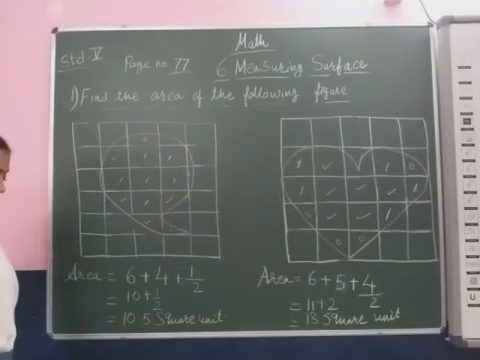 Math
Std. V Page no 77 6. Measuring Surface
1) Find the area of the following figure
Area = 6 + 4 + 1/2
= 10 + 1/2
= 10.5 Square unit.
Area = 6 + 5 + 4/2
= 11 + 2
= 13 Square unit